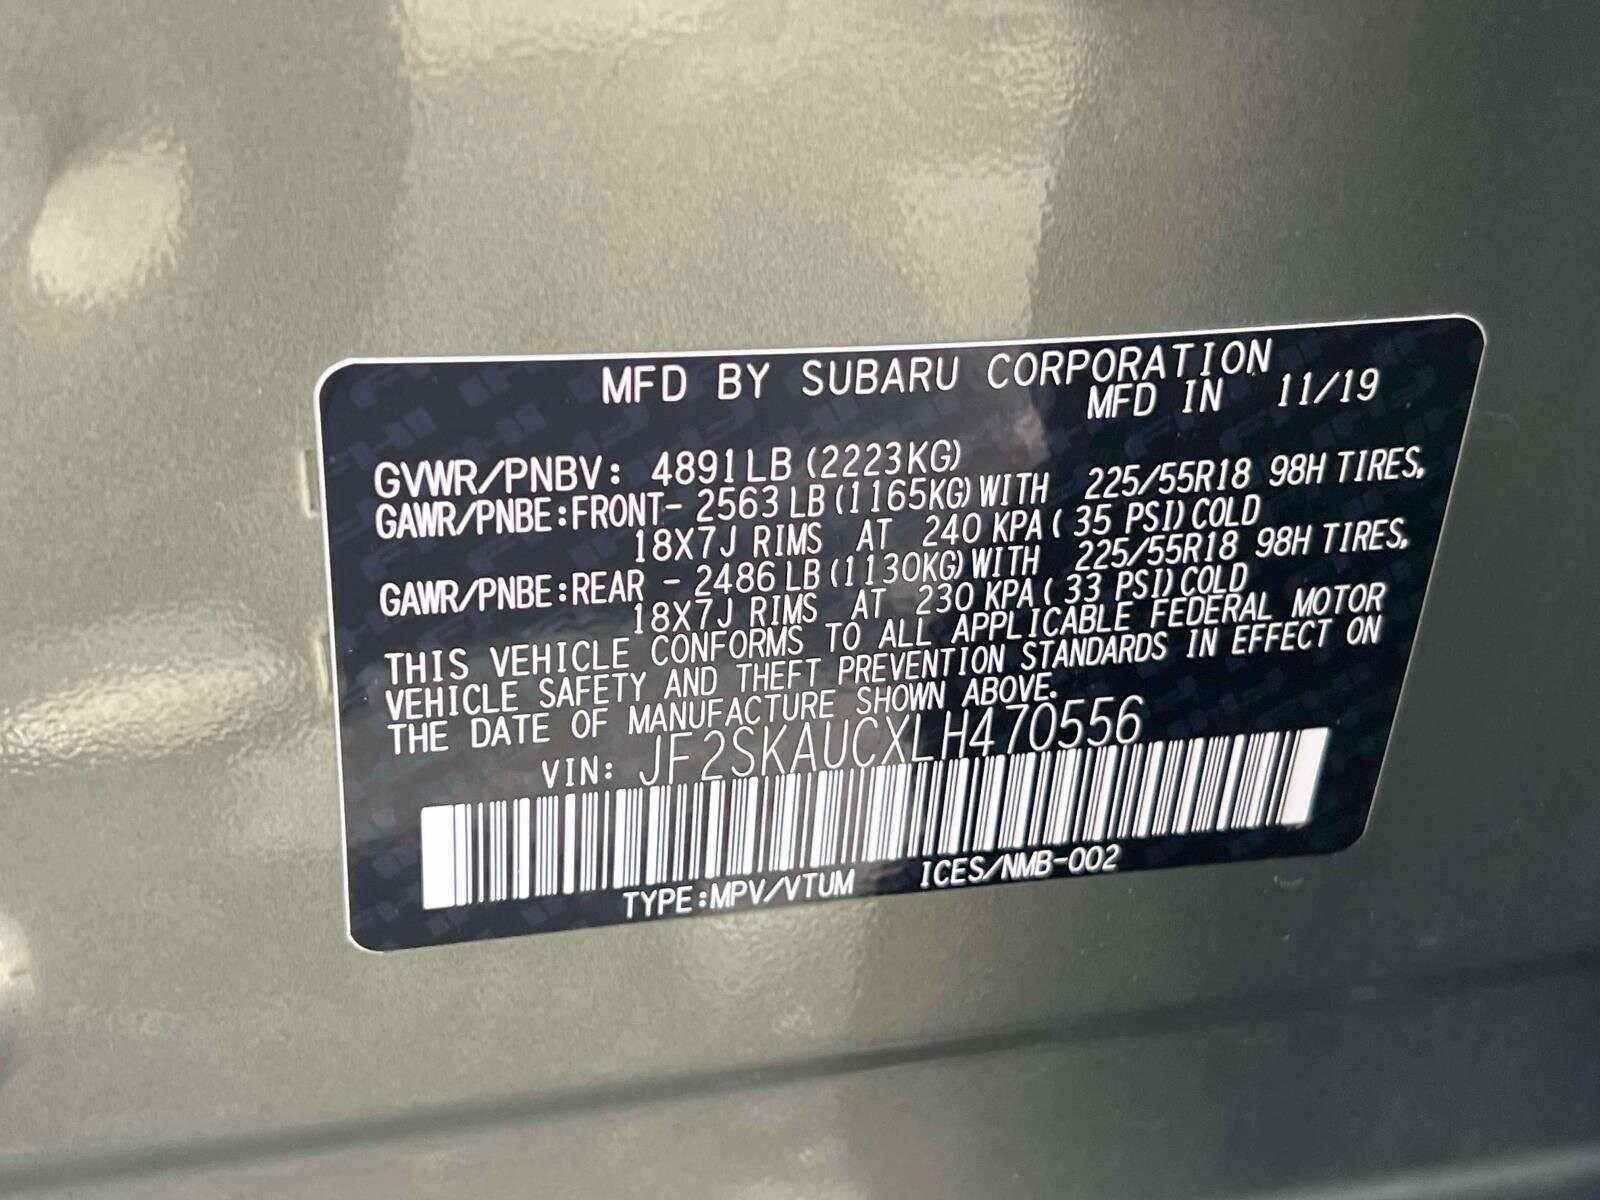 MFD BY SUBARU CORPORATION
MFD IN 11/19
GVWR/PNBV: 4891LB (2223KG)
GAWR/PNBE:FRONT- 2563 LB (1165KG) WITH 225/55R18 98H TIRES,
18X7J RIMS AT 240 KPA ( 35 PSI) COLD
GAWR/PNBE:REAR - 2486 LB (1130KG) WITH 225/55R18 98H TIRES,
18X7J RIMS AT 230 KPA ( 33 PSI) COLD
THIS VEHICLE CONFORMS TO ALL APPLICABLE FEDERAL MOTOR
VEHICLE SAFETY AND THEFT PREVENTION STANDARDS IN EFFECT ON
THE DATE OF MANUFACTURE SHOWN ABOVE.
VIN: JF2SKAUCXLH470556
TYPE:MPV/VTUM ICES/NMB-002